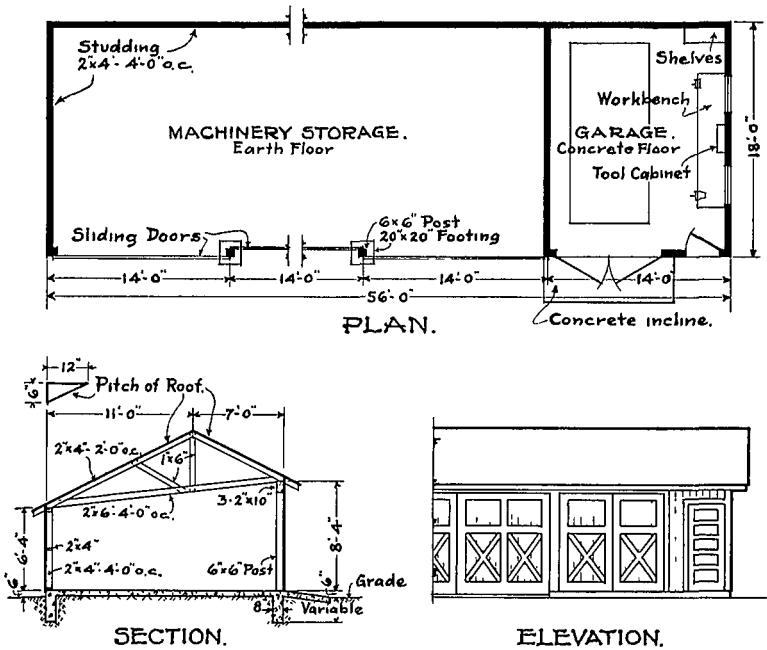 Studding
2"x4"- 4'-0" o.c.
Shelves
Workbench
MACHINERY STORAGE.
Earth Floor
GARAGE.
Concrete Floor
Tool Cabinet
18'-0"
Sliding Doors
6x6" Post
20"x20" Footing
14'-0"
14'-0"
14'-0"
14'-0"
56'-0"
PLAN.
Concrete incline.
12"
6"
Pitch of Roof.
11'-0"
7'-0"
2"x4"-2'-0"o.c.
1"x6"
3-2"x10"
2"x6"-4'-0"o.c.
6'-4"
8'-4"
2"x4"
2"x4"-4'-0"o.c.
6"x6" Post
6"
6"
Grade
8"
Variable
SECTION.
ELEVATION.